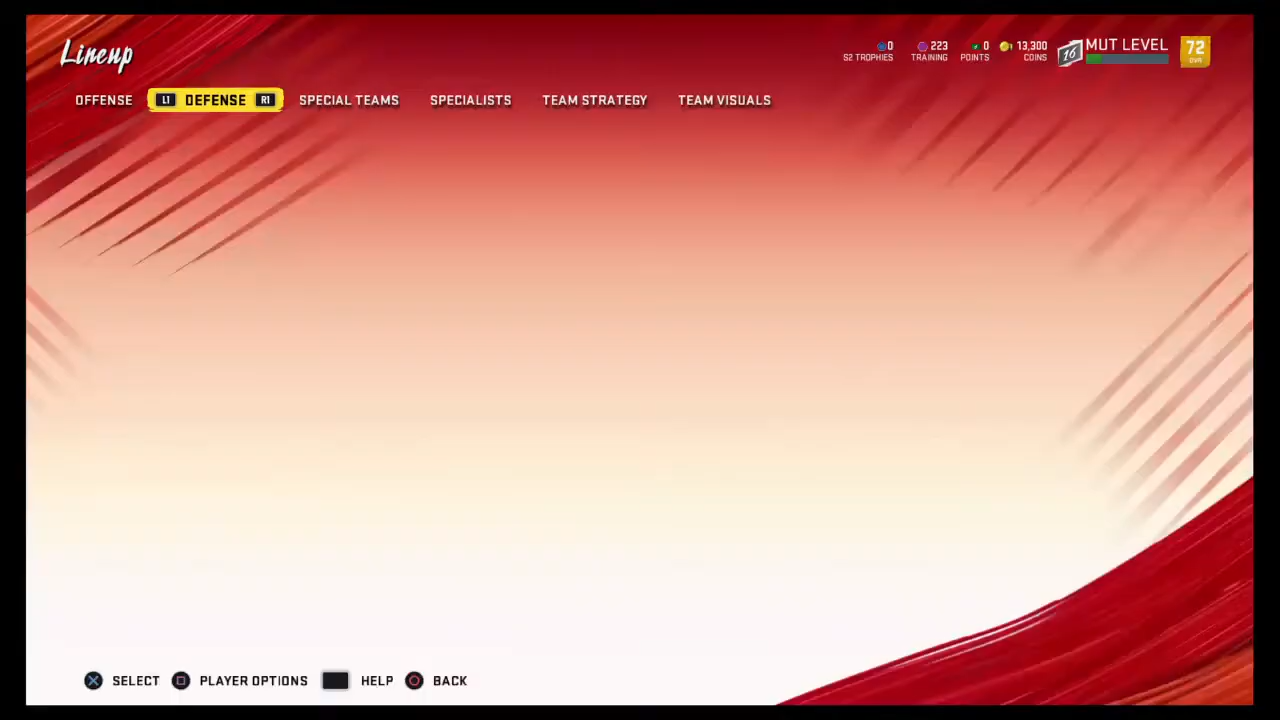 Lineup
0 S2 TROPHIES
223 TRAINING
0 POINTS
13,300 COINS
16 MUT LEVEL
72 OVR
OFFENSE L1 DEFENSE R1 SPECIAL TEAMS SPECIALISTS TEAM STRATEGY TEAM VISUALS
SELECT PLAYER OPTIONS HELP BACK